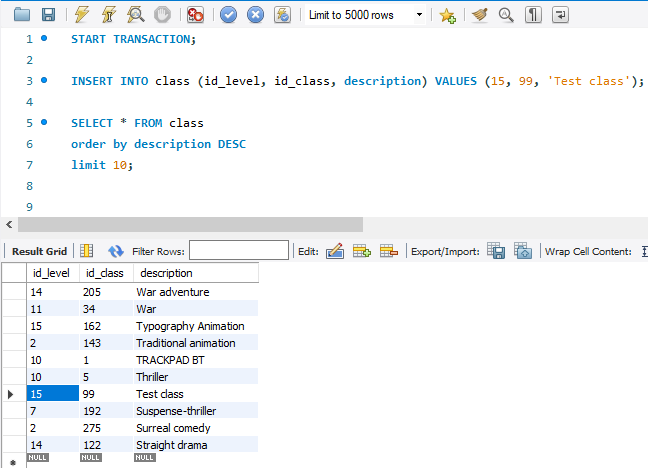 Limit to 5000 rows
1 START TRANSACTION;
2
3 INSERT INTO class (id_level, id_class, description) VALUES (15, 99, 'Test class');
4
5 SELECT * FROM class
6 order by description DESC
7 limit 10;
8
9
Result Grid Filter Rows: Edit: Export/Import: Wrap Cell Content:
id_level id_class description
14 205 War adventure
11 34 War
15 162 Typography Animation
2 143 Traditional animation
10 1 TRACKPAD BT
10 5 Thriller
15 99 Test class
7 192 Suspense-thriller
2 275 Surreal comedy
14 122 Straight drama
NULL NULL NULL